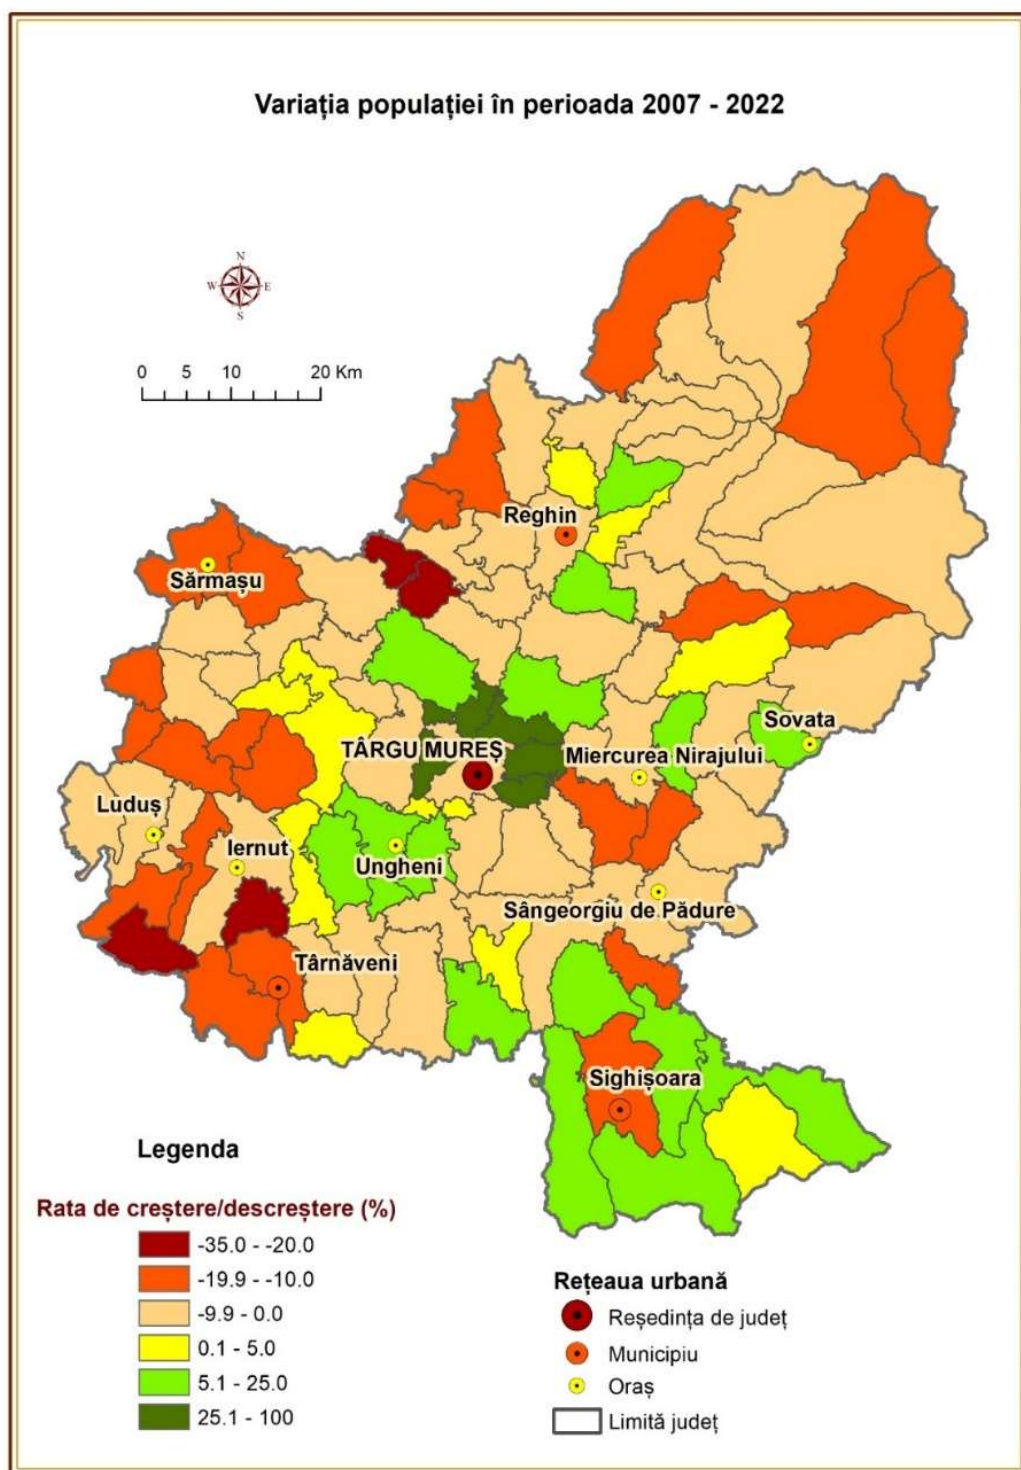 Variația populației în perioada 2007 - 2022
N
W E
S
0 5 10 20 Km
Reghin
Sărmașu
Sovata
TÂRGU MUREȘ
Miercurea Nirajului
Luduș
Iernut
Ungheni
Sângeorgiu de Pădure
Târnăveni
Sighișoara
Legenda
Rata de creștere/descreștere (%)
-35.0 - -20.0
-19.9 - -10.0
-9.9 - 0.0
0.1 - 5.0
5.1 - 25.0
25.1 - 100
Rețeaua urbană
Reședința de județ
Municipiu
Oraș
Limită județ